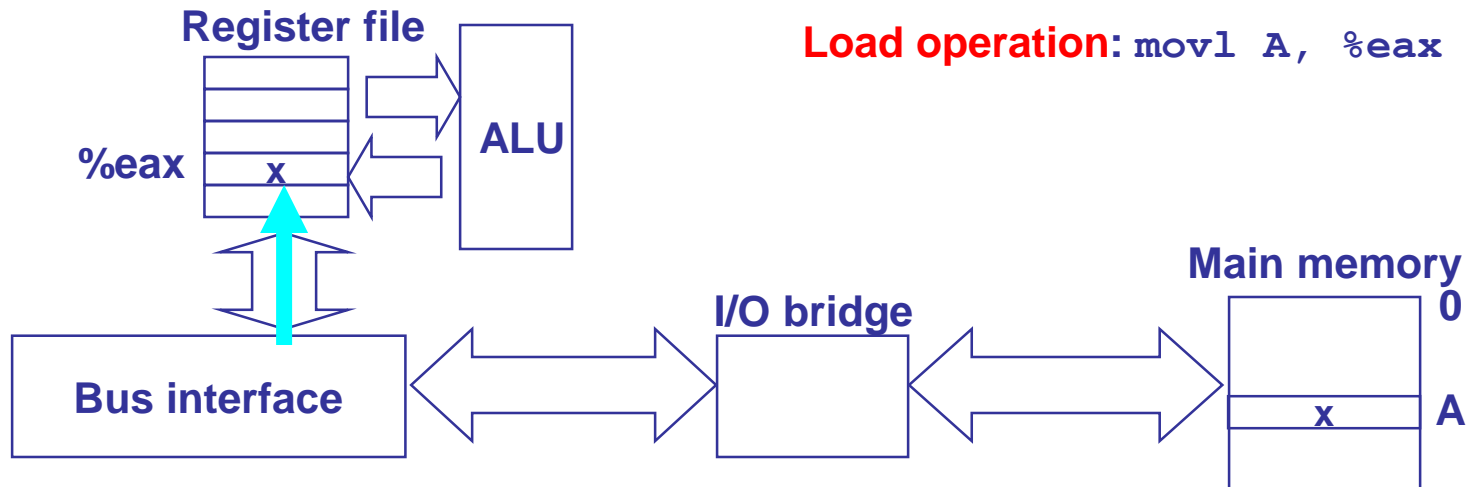 Register file
Load operation: movl A, %eax
ALU
%eax
x
Main memory
0
I/O bridge
Bus interface
x
A